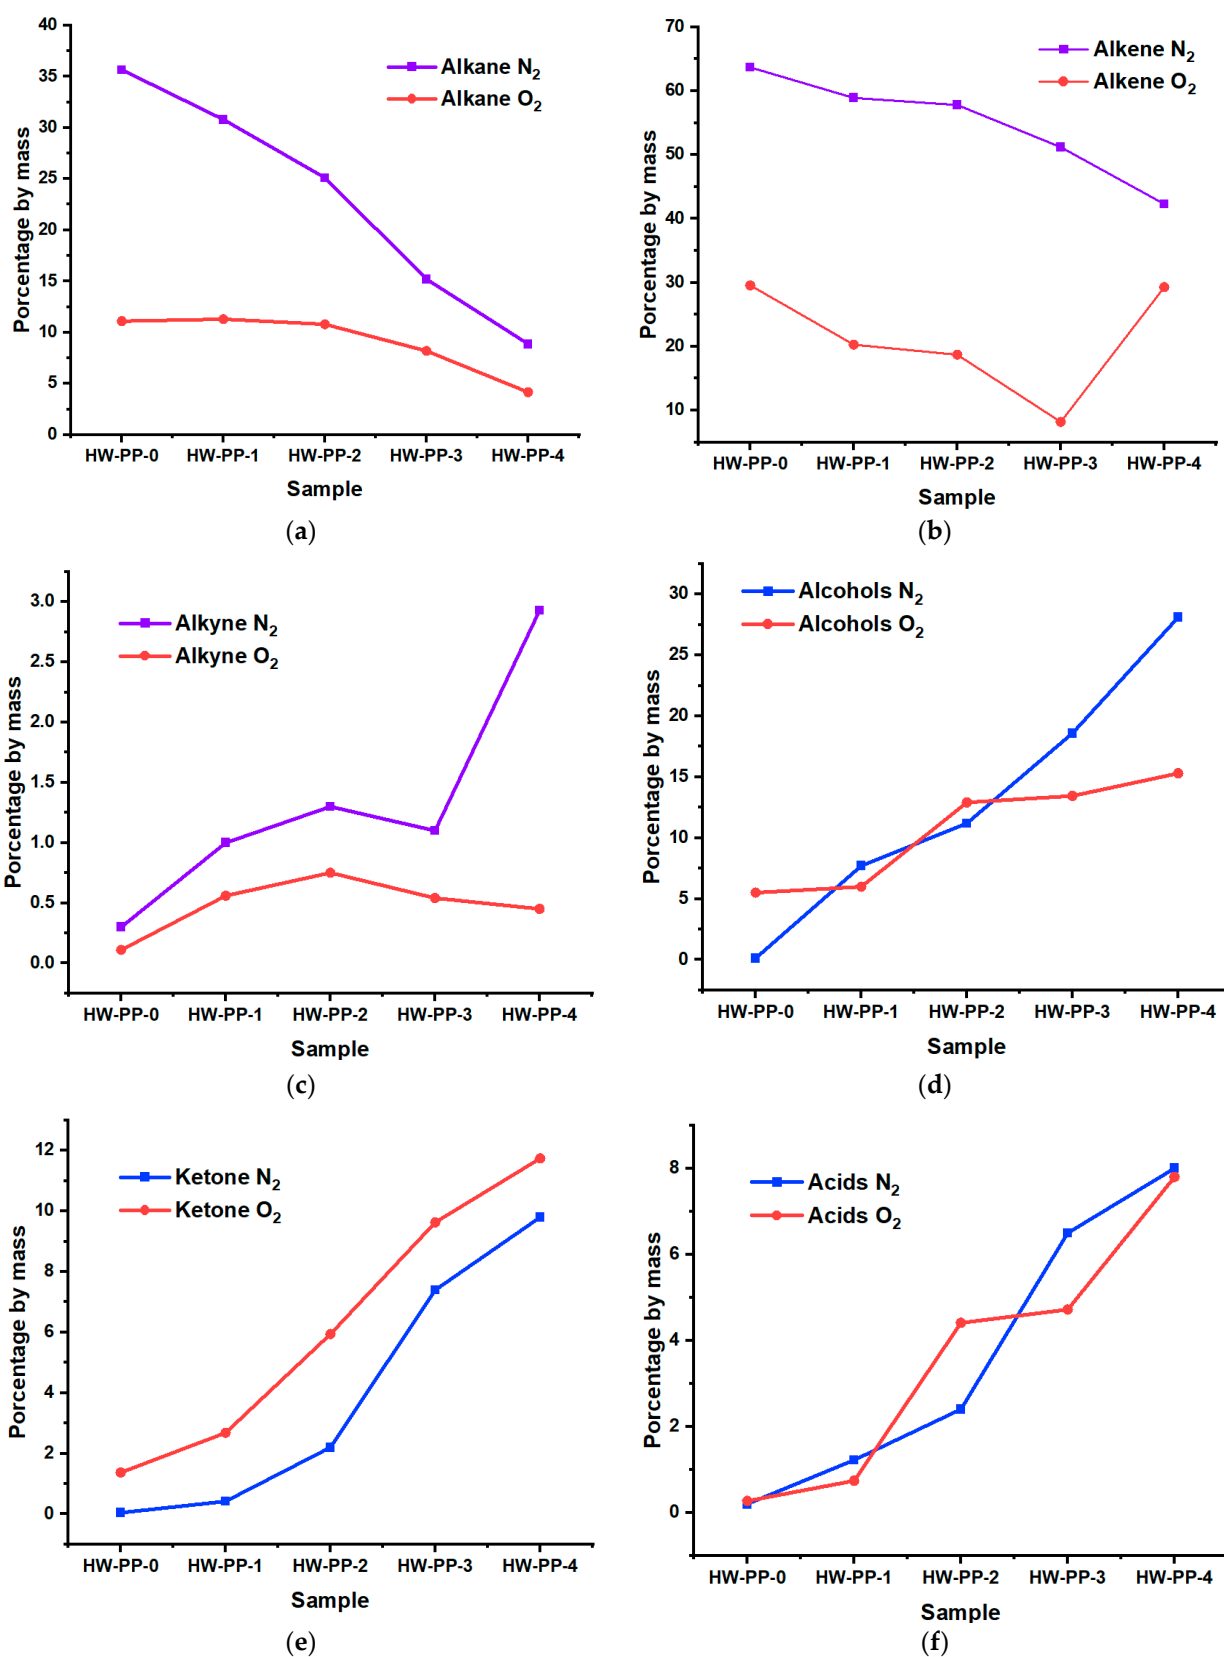 40
35
30
25
20
15
10
5
0
Porcentage by mass
Alkane N₂
Alkane O₂
HW-PP-0 HW-PP-1 HW-PP-2 HW-PP-3 HW-PP-4
Sample
(a)
70
60
50
40
30
20
10
Porcentage by mass
Alkene N₂
Alkene O₂
HW-PP-0 HW-PP-1 HW-PP-2 HW-PP-3 HW-PP-4
Sample
(b)
3.0
2.5
2.0
1.5
1.0
0.5
0.0
Porcentage by mass
Alkyne N₂
Alkyne O₂
HW-PP-0 HW-PP-1 HW-PP-2 HW-PP-3 HW-PP-4
Sample
(c)
30
25
20
15
10
5
0
Porcentage by mass
Alcohols N₂
Alcohols O₂
HW-PP-0 HW-PP-1 HW-PP-2 HW-PP-3 HW-PP-4
Sample
(d)
12
10
8
6
4
2
0
Porcentage by mass
Ketone N₂
Ketone O₂
HW-PP-0 HW-PP-1 HW-PP-2 HW-PP-3 HW-PP-4
Sample
(e)
8
6
4
2
0
Porcentage by mass
Acids N₂
Acids O₂
HW-PP-0 HW-PP-1 HW-PP-2 HW-PP-3 HW-PP-4
Sample
(f)